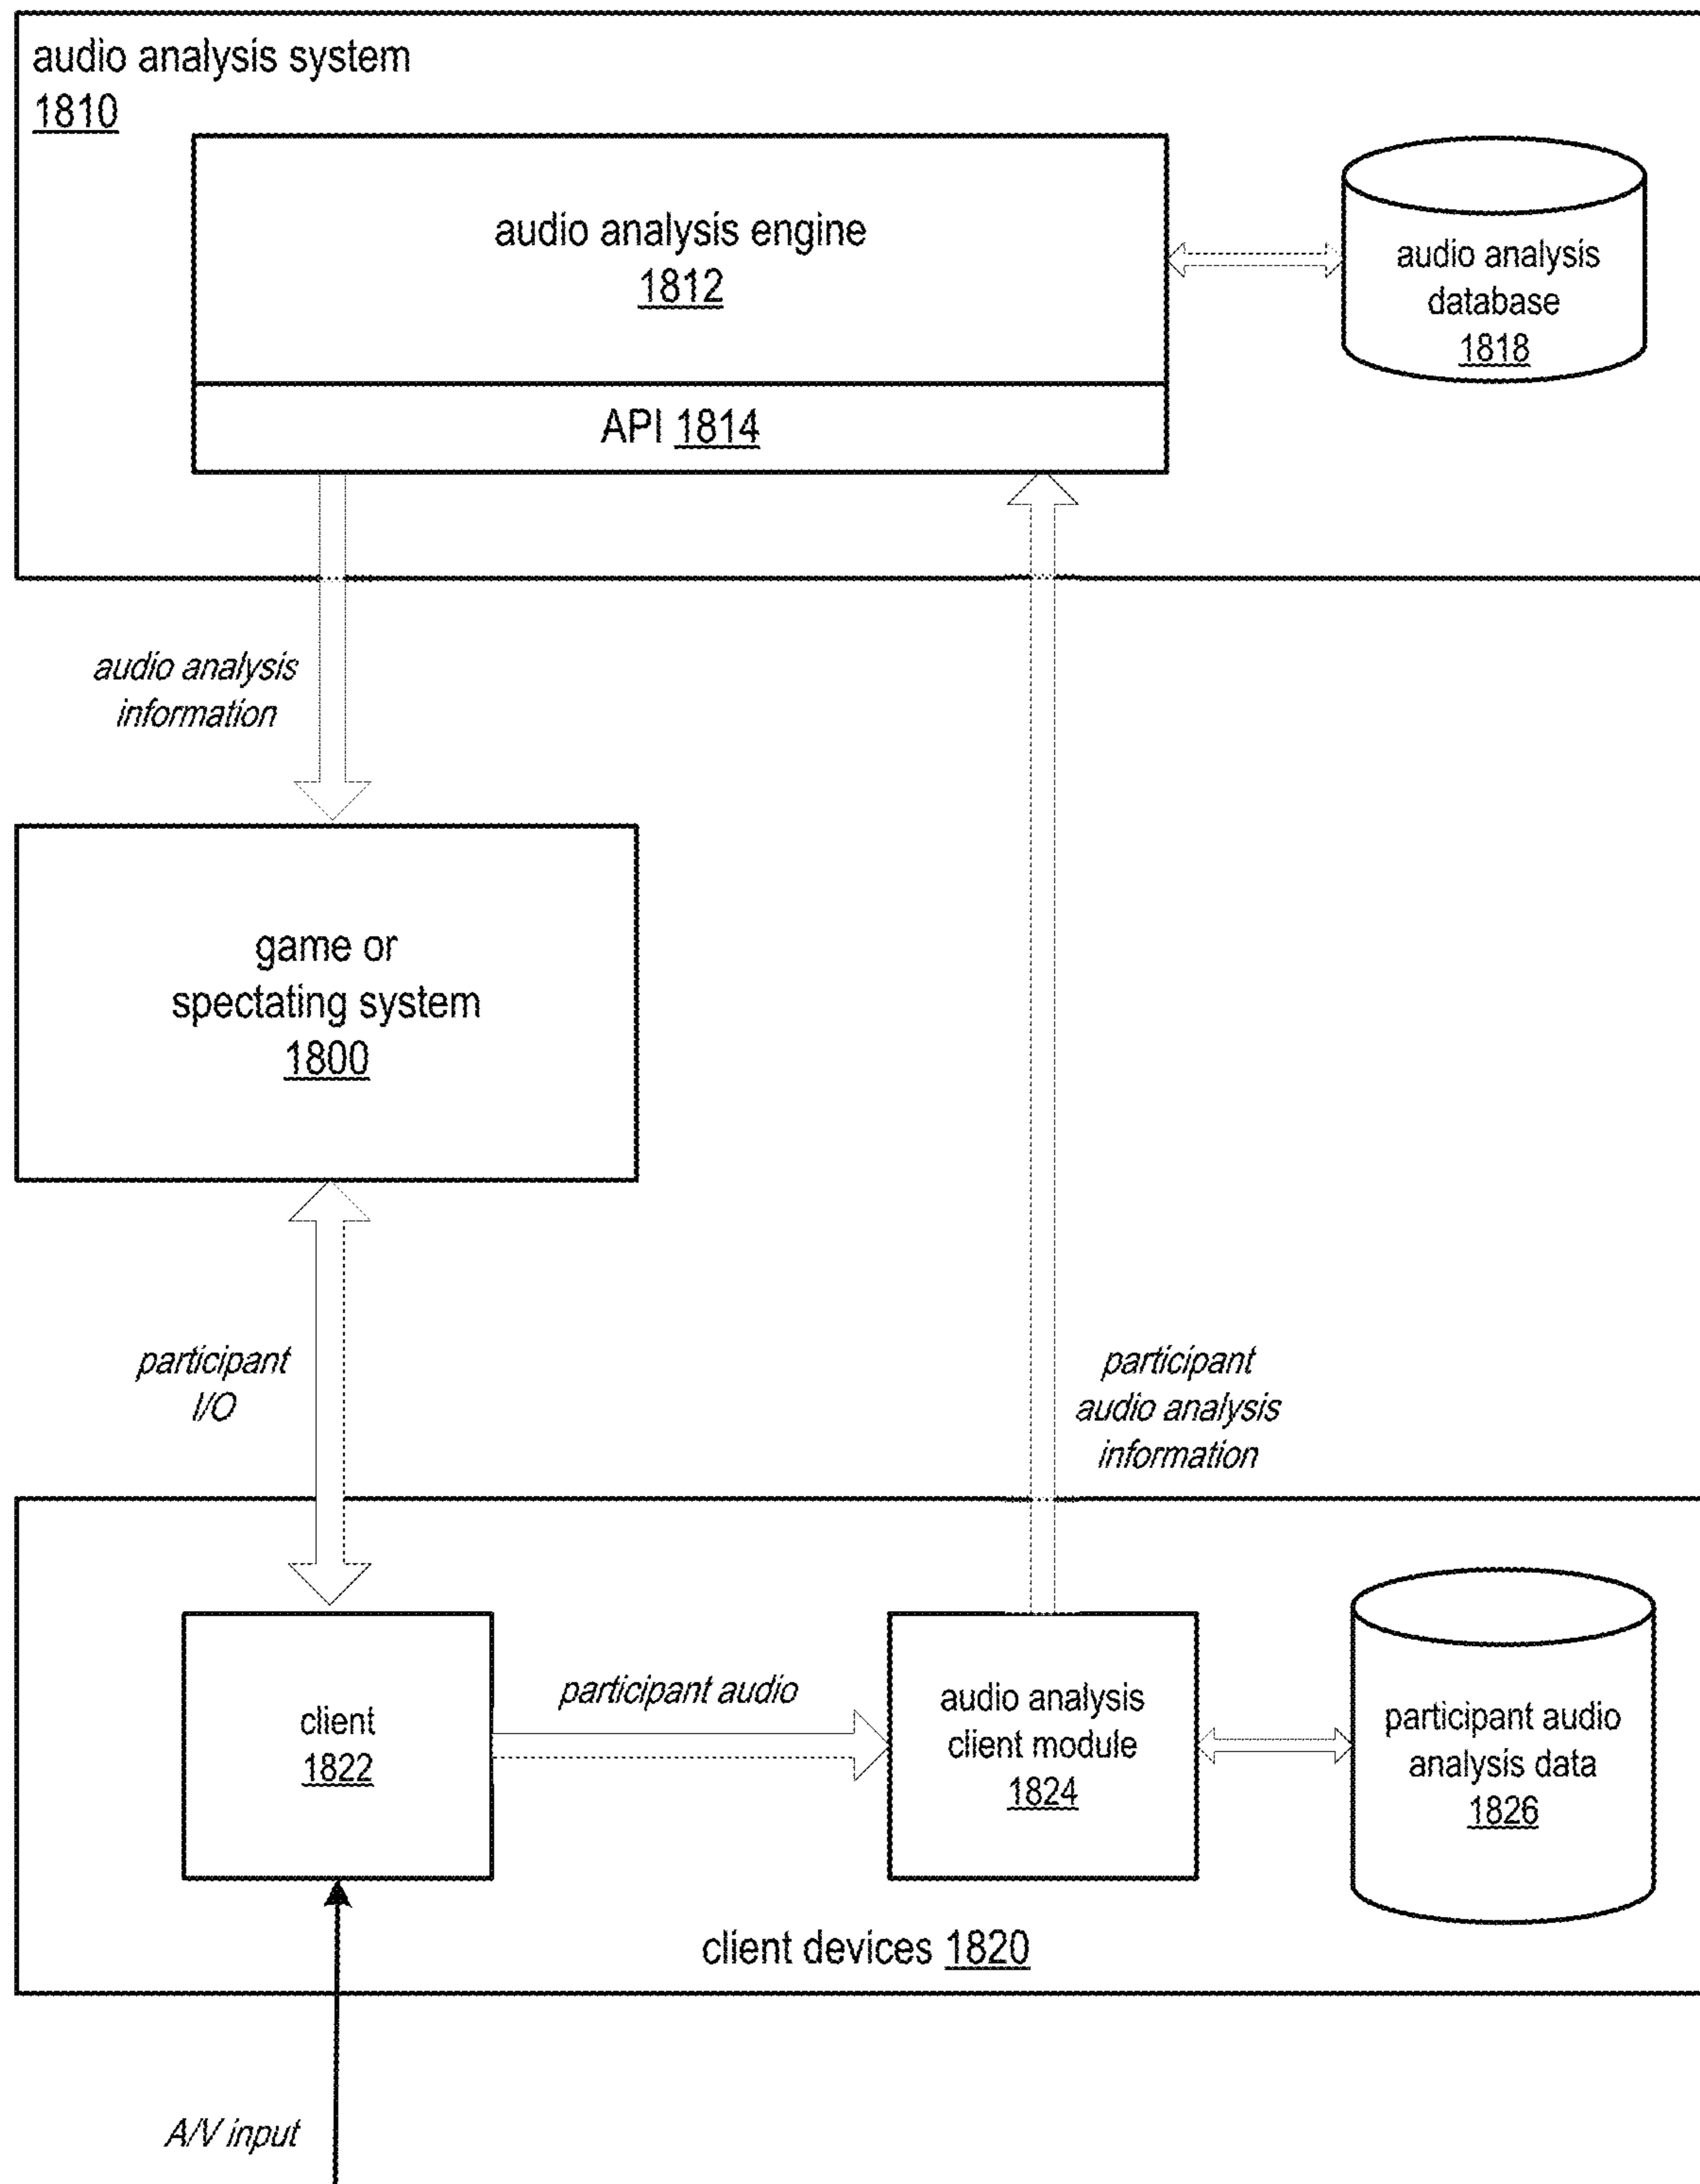 audio analysis system
1810
audio analysis engine
1812
audio analysis
database
1818
API 1814
audio analysis
information
game or
spectating system
1800
participant
I/O
participant
audio analysis
information
client
1822
participant audio
audio analysis
client module
1824
participant audio
analysis data
1826
client devices 1820
A/V input